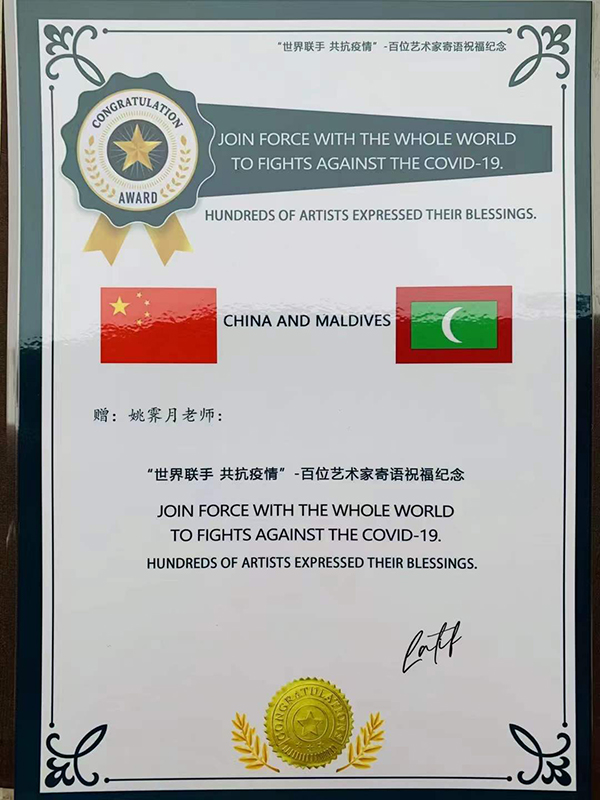 “世界联手 共抗疫情”-百位艺术家寄语祝福纪念
CONGRATULATION
AWARD
JOIN FORCE WITH THE WHOLE WORLD
TO FIGHTS AGAINST THE COVID-19.
HUNDREDS OF ARTISTS EXPRESSED THEIR BLESSINGS.
CHINA AND MALDIVES
赠：姚霁月老师：
“世界联手 共抗疫情”-百位艺术家寄语祝福纪念
JOIN FORCE WITH THE WHOLE WORLD
TO FIGHTS AGAINST THE COVID-19.
HUNDREDS OF ARTISTS EXPRESSED THEIR BLESSINGS.
Latif
CONGRATULATIONS